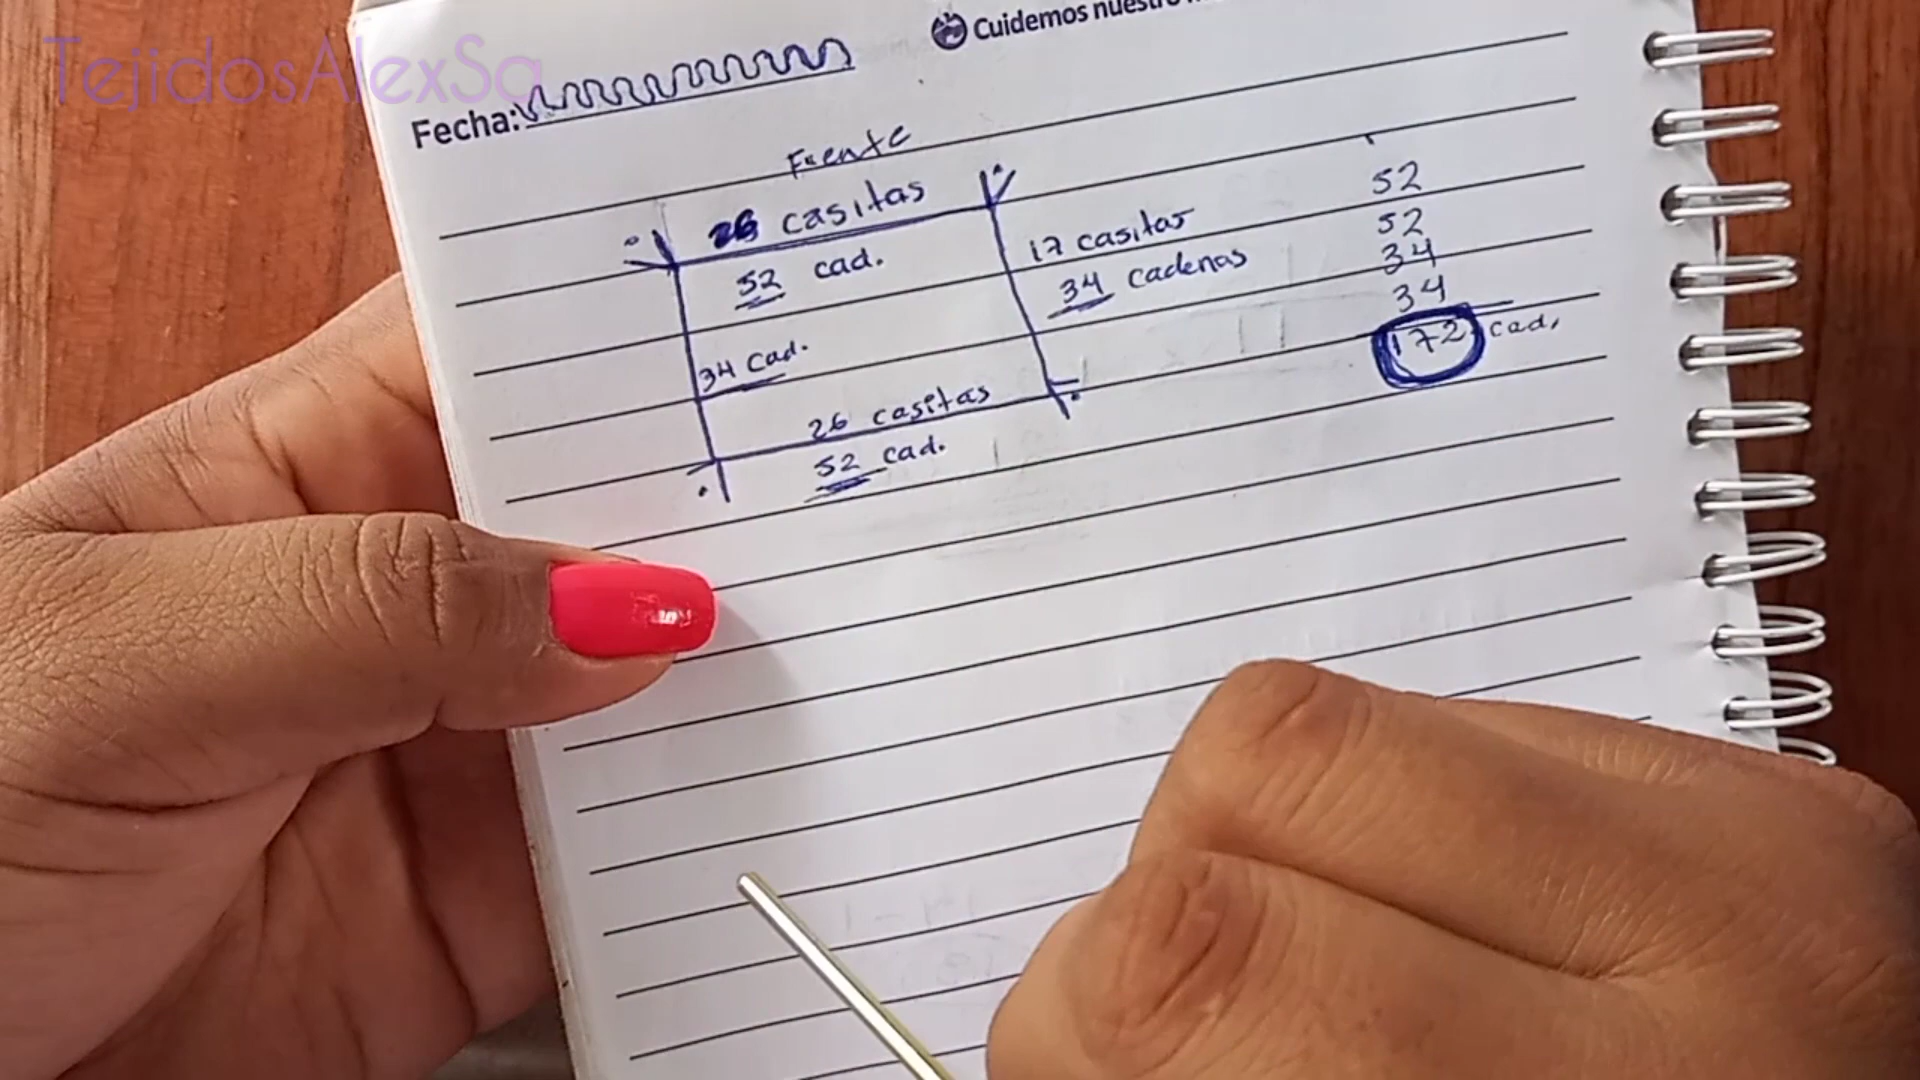 TejidosAlexSa
Cuidemos nuestro
Fecha:
Frente
26 casitas
52 cad.
17 casitas
34 cadenas
34 cad.
26 casitas
52 cad.
52
52
34
34
172 cad.